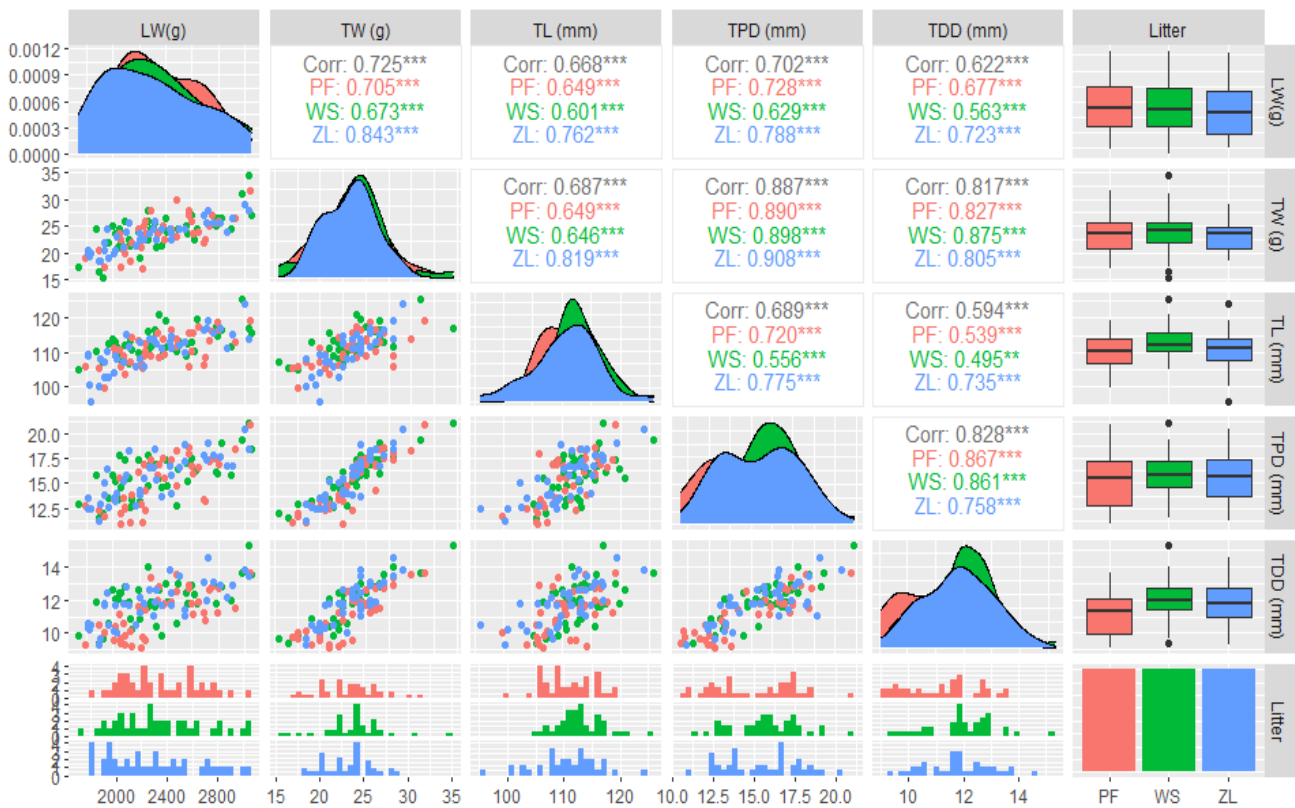 LW(g) TW (g) TL (mm) TPD (mm) TDD (mm) Litter
0.0012
0.0009
0.0006
0.0003
0.0000
Corr: 0.725***
PF: 0.705***
WS: 0.673***
ZL: 0.843***
Corr: 0.668***
PF: 0.649***
WS: 0.601***
ZL: 0.762***
Corr: 0.702***
PF: 0.728***
WS: 0.629***
ZL: 0.788***
Corr: 0.622***
PF: 0.677***
WS: 0.563***
ZL: 0.723***
LW(g)
35
30
25
20
15
Corr: 0.687***
PF: 0.649***
WS: 0.646***
ZL: 0.819***
Corr: 0.887***
PF: 0.890***
WS: 0.898***
ZL: 0.908***
Corr: 0.817***
PF: 0.827***
WS: 0.875***
ZL: 0.805***
TW (g)
120
110
100
Corr: 0.689***
PF: 0.720***
WS: 0.556***
ZL: 0.775***
Corr: 0.594***
PF: 0.539***
WS: 0.495**
ZL: 0.735***
TL (mm)
20.0
17.5
15.0
12.5
Corr: 0.828***
PF: 0.867***
WS: 0.861***
ZL: 0.758***
TPD (mm)
14
12
10
TDD (mm)
4
Litter
2000 2400 2800
15 20 25 30 35
100 110 120
10.0 12.5 15.0 17.5 20.0
10 12 14
PF WS ZL